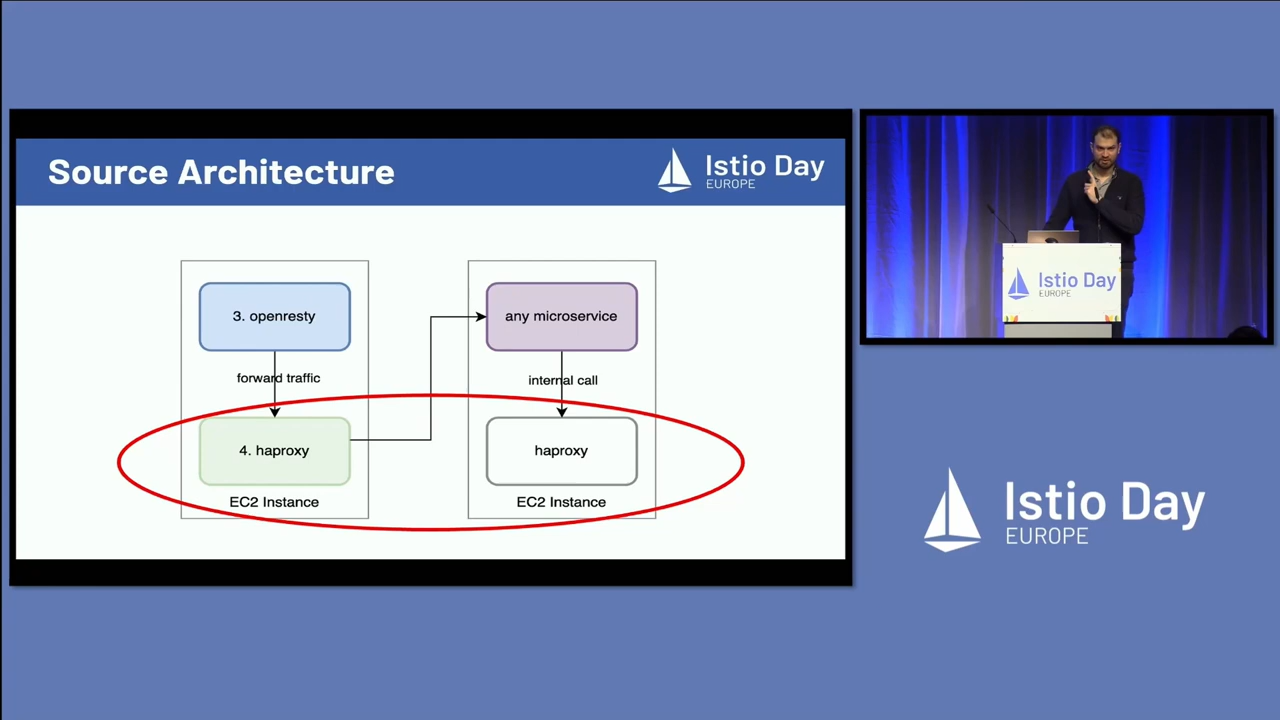 Source Architecture
Istio Day
EUROPE
3. openresty
any microservice
forward traffic
internal call
4. haproxy
haproxy
EC2 Instance
EC2 Instance
Istio Day
EUROPE
Istio Day
EUROPE